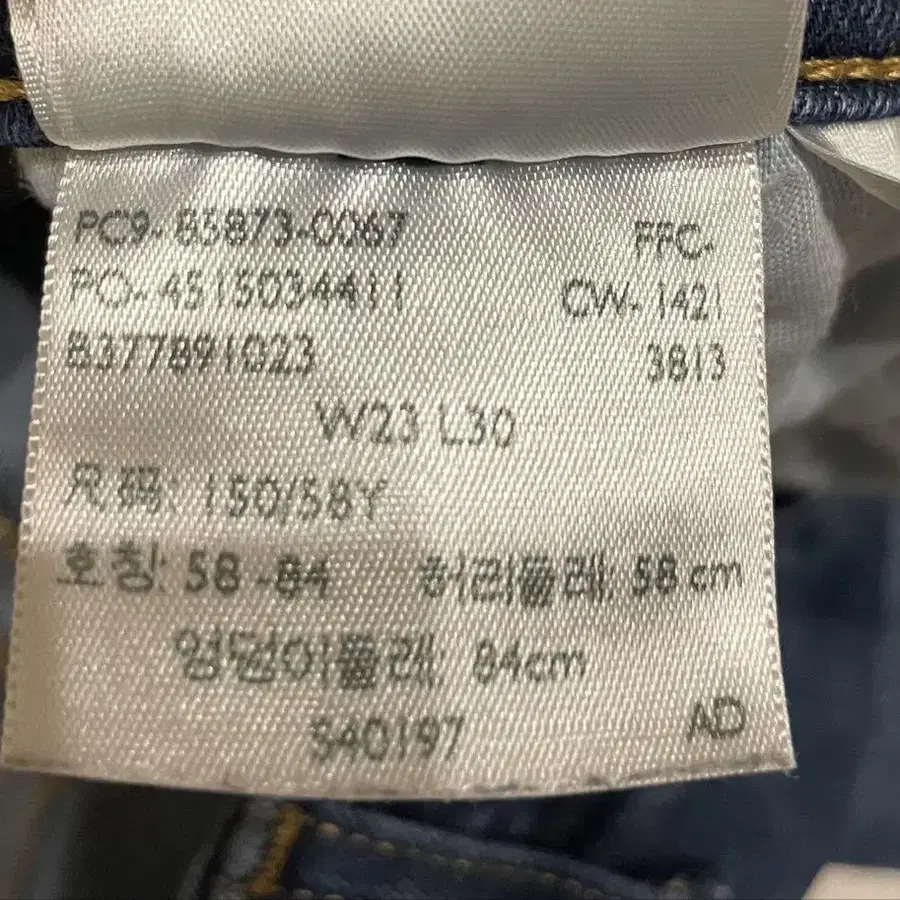 PC9- 85873-0067 FFC-
PO- 4515034411 CW- 1421
8377891023 3813
W23 L30
尺码: 150/58Y
호칭: 58 -84 허리둘레: 58 cm
엉덩이둘레: 84cm
S40197 AD